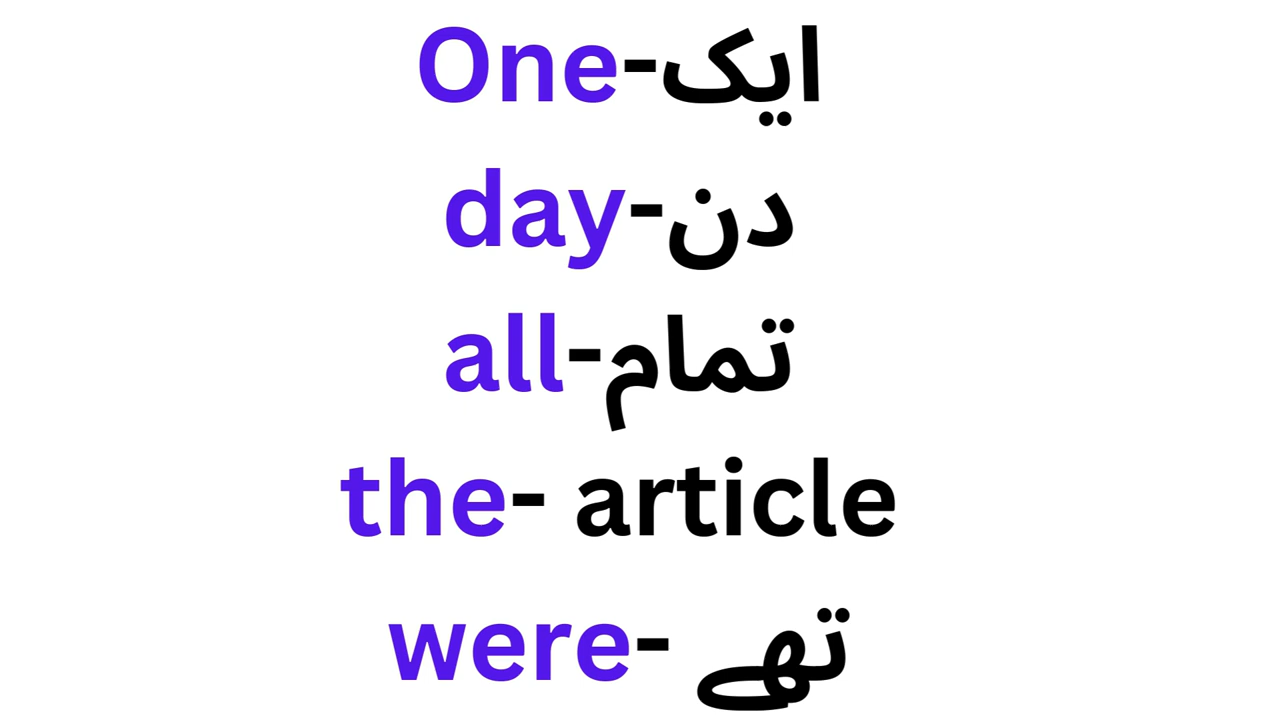 One-ایک
day-دن
all-تمام
the- article
were- تھے